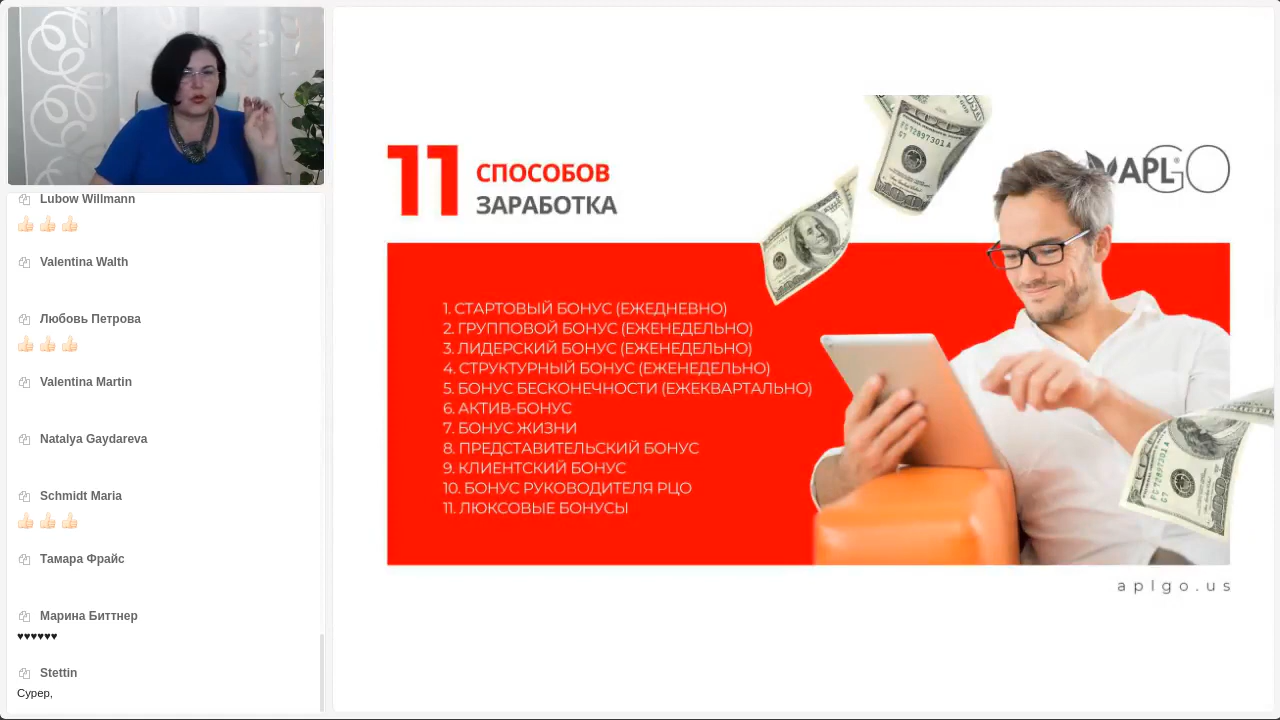 Lubow Willmann
Valentina Walth
Любовь Петрова
Valentina Martin
Natalya Gaydareva
Schmidt Maria
Тамара Фрайс
Марина Биттнер
♥♥♥♥♥♥
Stettin
Супер,
11 СПОСОБОВ
ЗАРАБОТКА
APLGO
1. СТАРТОВЫЙ БОНУС (ЕЖЕДНЕВНО)
2. ГРУППОВОЙ БОНУС (ЕЖЕНЕДЕЛЬНО)
3. ЛИДЕРСКИЙ БОНУС (ЕЖЕНЕДЕЛЬНО)
4. СТРУКТУРНЫЙ БОНУС (ЕЖЕНЕДЕЛЬНО)
5. БОНУС БЕСКОНЕЧНОСТИ (ЕЖЕКВАРТАЛЬНО)
6. АКТИВ-БОНУС
7. БОНУС ЖИЗНИ
8. ПРЕДСТАВИТЕЛЬСКИЙ БОНУС
9. КЛИЕНТСКИЙ БОНУС
10. БОНУС РУКОВОДИТЕЛЯ РЦО
11. ЛЮКСОВЫЕ БОНУСЫ
aplgo.us